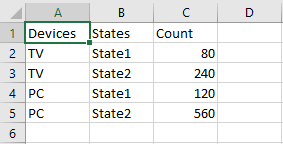 A B C D
1 Devices States Count
2 TV State1 80
3 TV State2 240
4 PC State1 120
5 PC State2 560
6